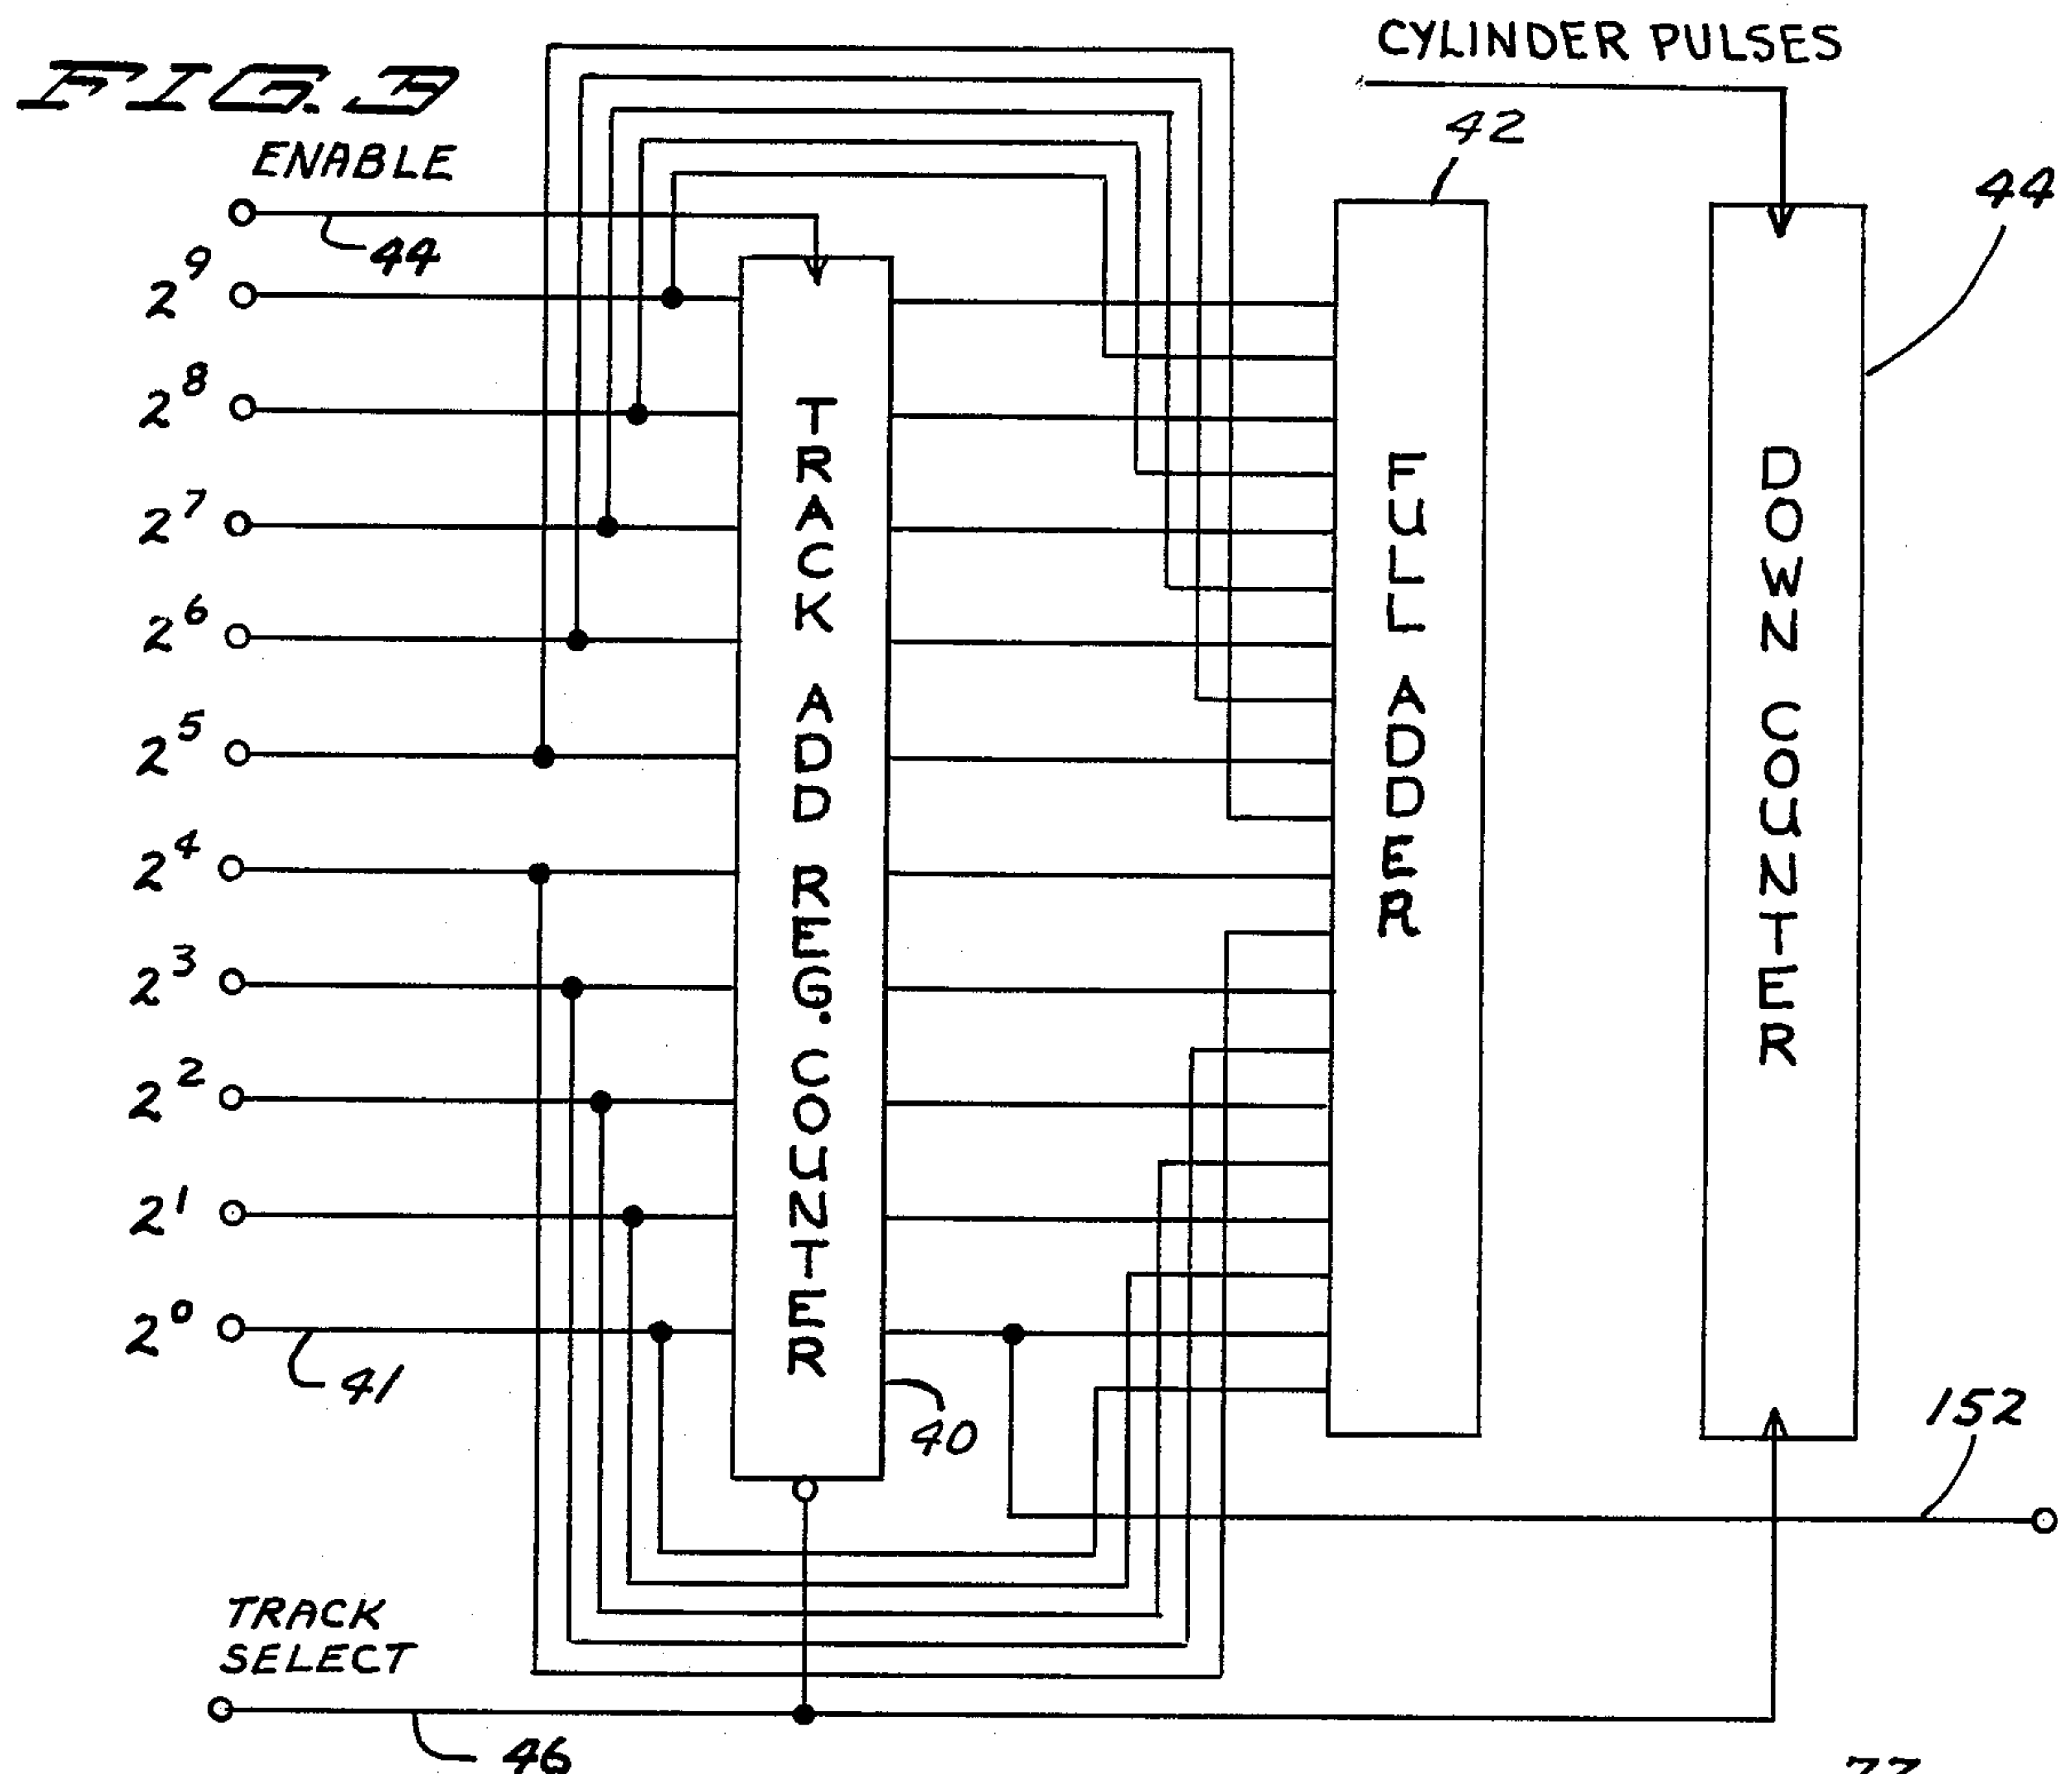 CYLINDER PULSES
FIG. 3
42
ENABLE
44
44
2^9
2^8
2^7
2^6
2^5
2^4
2^3
2^2
2^1
2^0
TRACK ADD REG. COUNTER
FULL ADDER
DOWN COUNTER
41
40
152
TRACK
SELECT
46